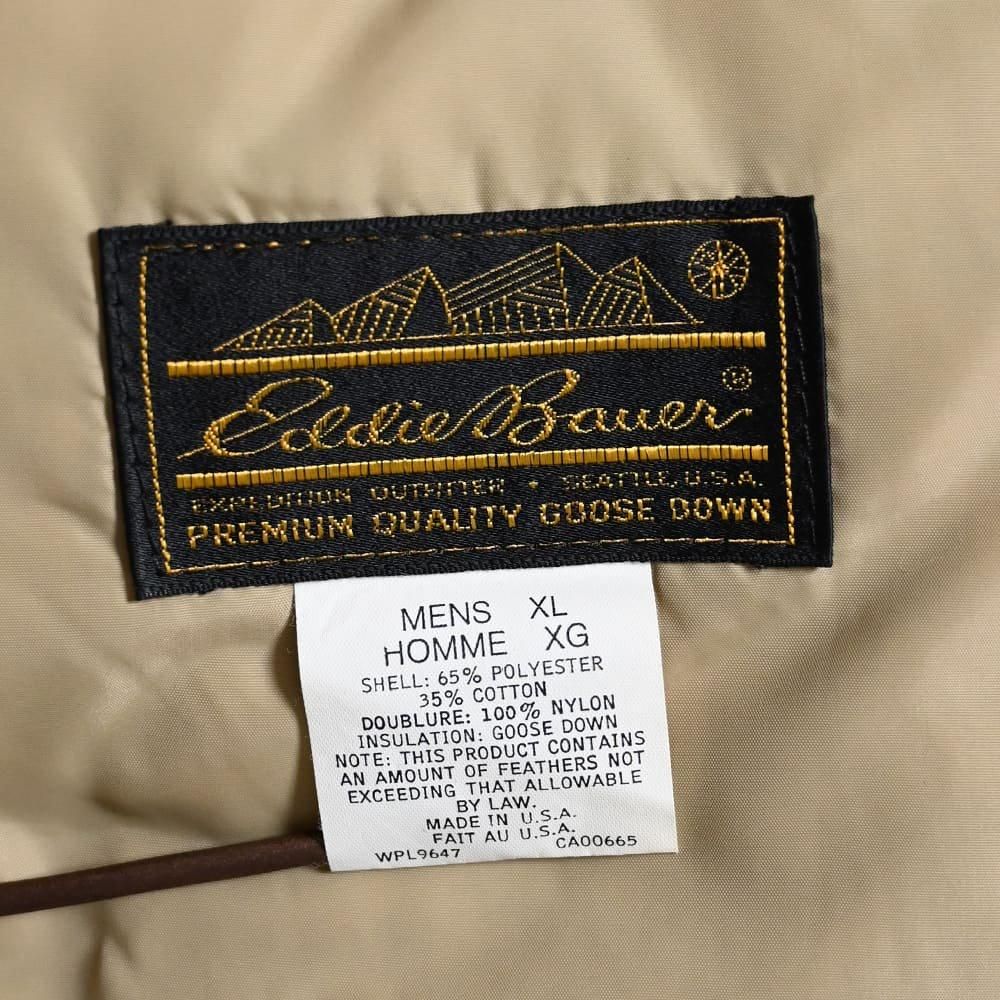 Eddie Bauer ®
EXPEDITION OUTFITTER • SEATTLE, U.S.A.
PREMIUM QUALITY GOOSE DOWN
MENS XL
HOMME XG
SHELL: 65% POLYESTER
35% COTTON
DOUBLURE: 100% NYLON
INSULATION: GOOSE DOWN
NOTE: THIS PRODUCT CONTAINS
AN AMOUNT OF FEATHERS NOT
EXCEEDING THAT ALLOWABLE
BY LAW.
MADE IN U.S.A.
FAIT AU U.S.A.
WPL9647 CA00665